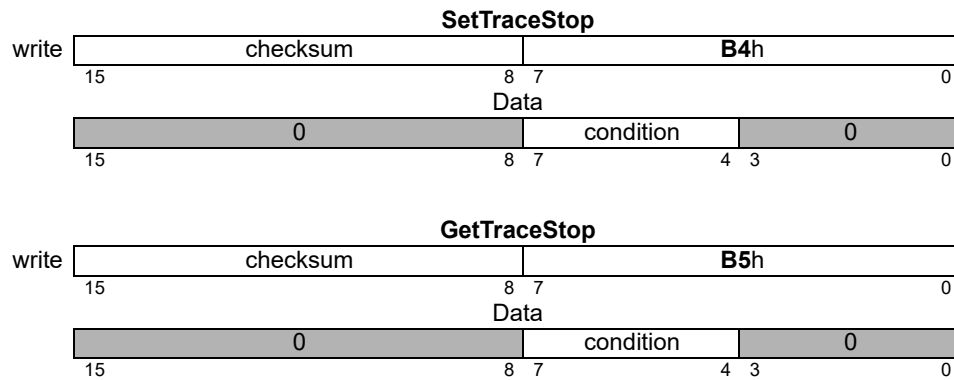 SetTraceStop
write checksum B4h
15 8 7 0
Data
0 condition 0
15 8 7 4 3 0
GetTraceStop
write checksum B5h
15 8 7 0
Data
0 condition 0
15 8 7 4 3 0